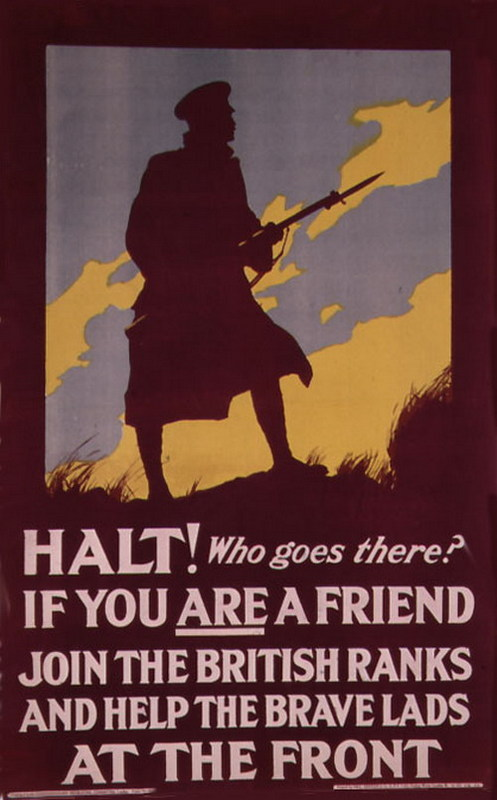 HALT! Who goes there?
IF YOU ARE A FRIEND
JOIN THE BRITISH RANKS
AND HELP THE BRAVE LADS
AT THE FRONT